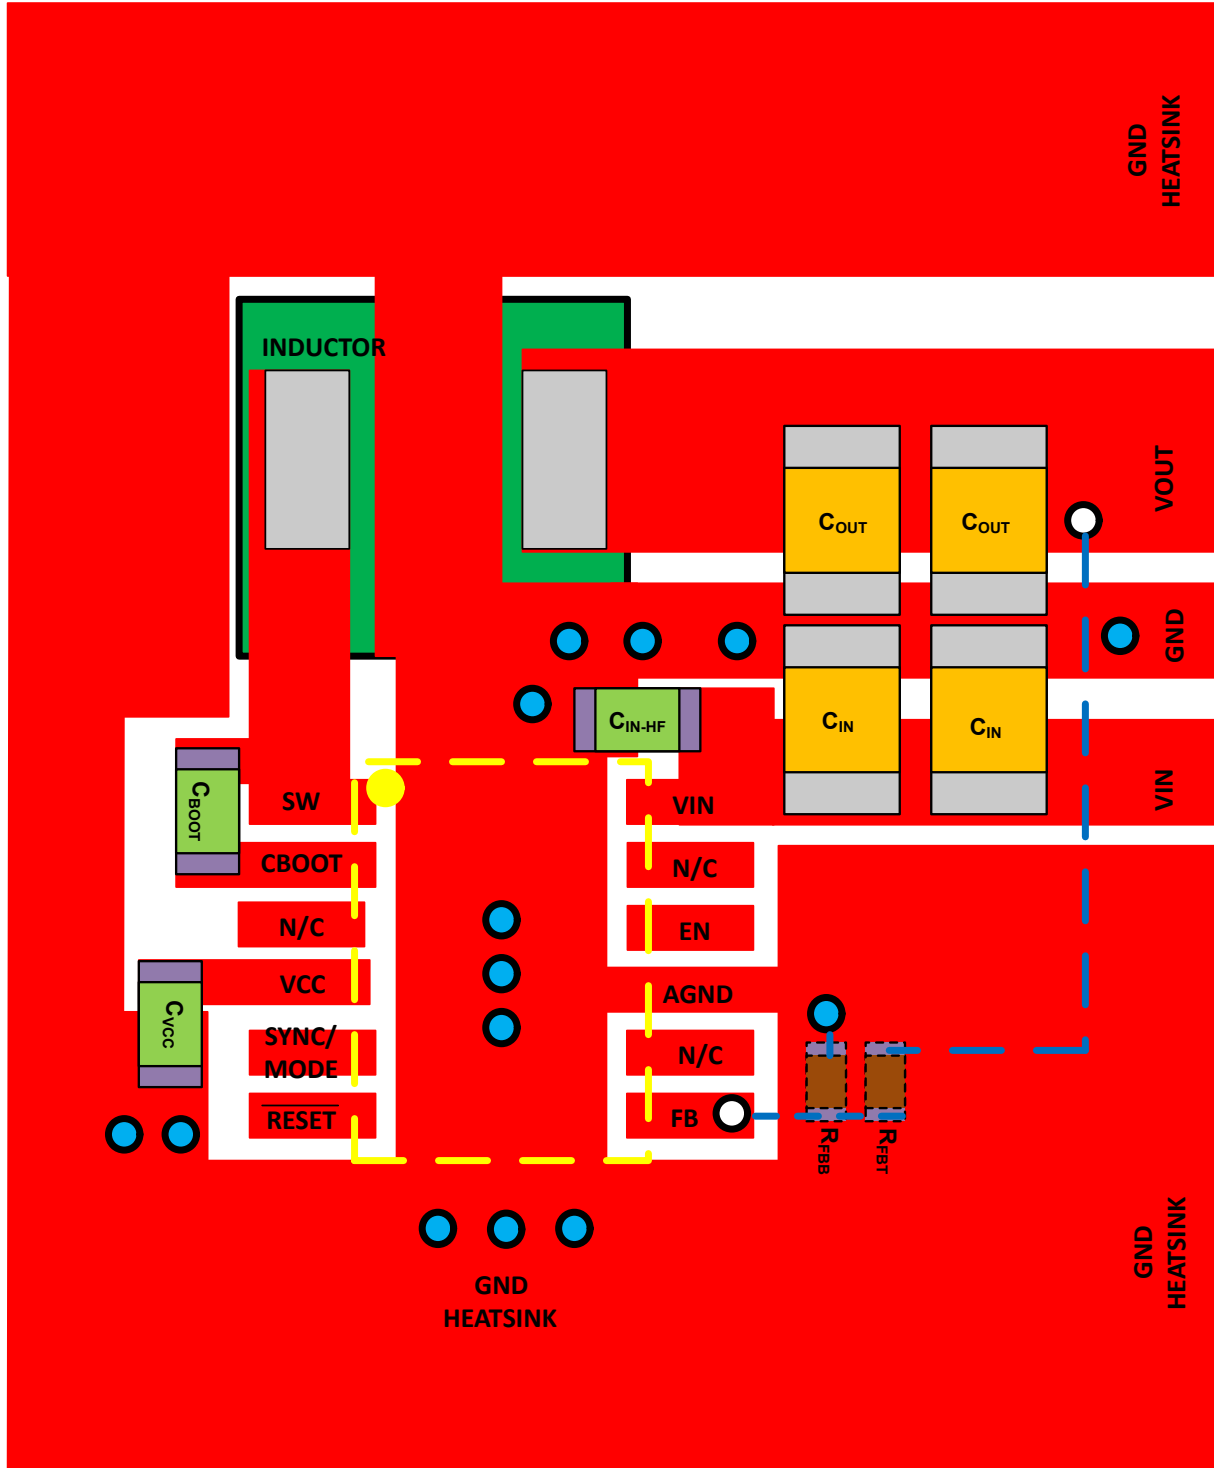 GND
HEATSINK
INDUCTOR
VOUT
COUT
COUT
GND
CIN-HF
CIN
CIN
VIN
CBOOT
SW
VIN
CBOOT
N/C
N/C
EN
VCC
AGND
CVCC
SYNC/
MODE
N/C
RESET
FB
RFBB
RFBT
GND
HEATSINK
GND
HEATSINK